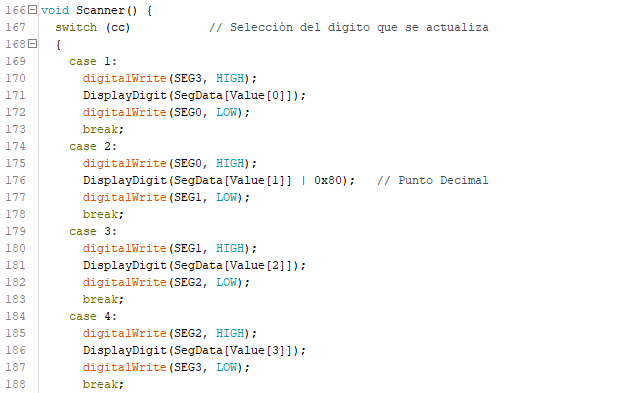 166 void Scanner() {
167   switch (cc)           // Selección del dígito que se actualiza
168   {
169     case 1:
170       digitalWrite(SEG3, HIGH);
171       DisplayDigit(SegData[Value[0]]);
172       digitalWrite(SEG0, LOW);
173       break;
174     case 2:
175       digitalWrite(SEG0, HIGH);
176       DisplayDigit(SegData[Value[1]] | 0x80);   // Punto Decimal
177       digitalWrite(SEG1, LOW);
178       break;
179     case 3:
180       digitalWrite(SEG1, HIGH);
181       DisplayDigit(SegData[Value[2]]);
182       digitalWrite(SEG2, LOW);
183       break;
184     case 4:
185       digitalWrite(SEG2, HIGH);
186       DisplayDigit(SegData[Value[3]]);
187       digitalWrite(SEG3, LOW);
188       break;